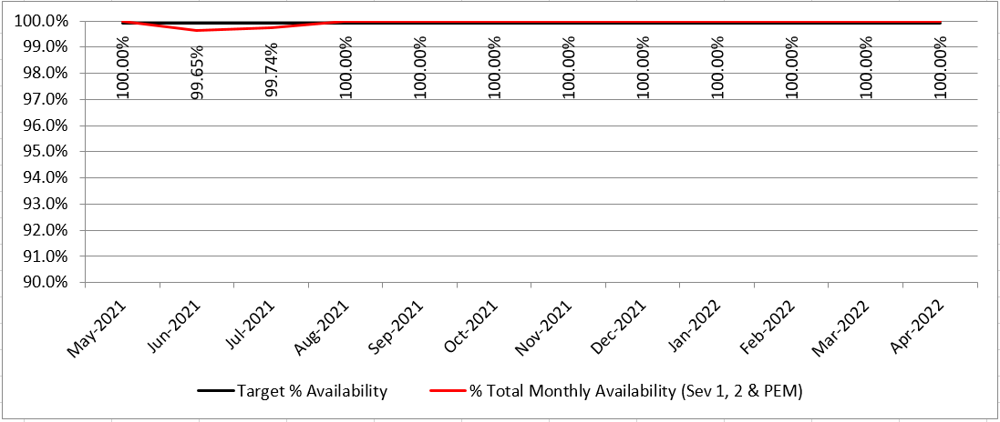 100.0%
99.0%
98.0%
97.0%
96.0%
95.0%
94.0%
93.0%
92.0%
91.0%
90.0%
100.00%
99.65%
99.74%
100.00%
100.00%
100.00%
100.00%
100.00%
100.00%
100.00%
100.00%
100.00%
May-2021
Jun-2021
Jul-2021
Aug-2021
Sep-2021
Oct-2021
Nov-2021
Dec-2021
Jan-2022
Feb-2022
Mar-2022
Apr-2022
Target % Availability
% Total Monthly Availability (Sev 1, 2 & PEM)